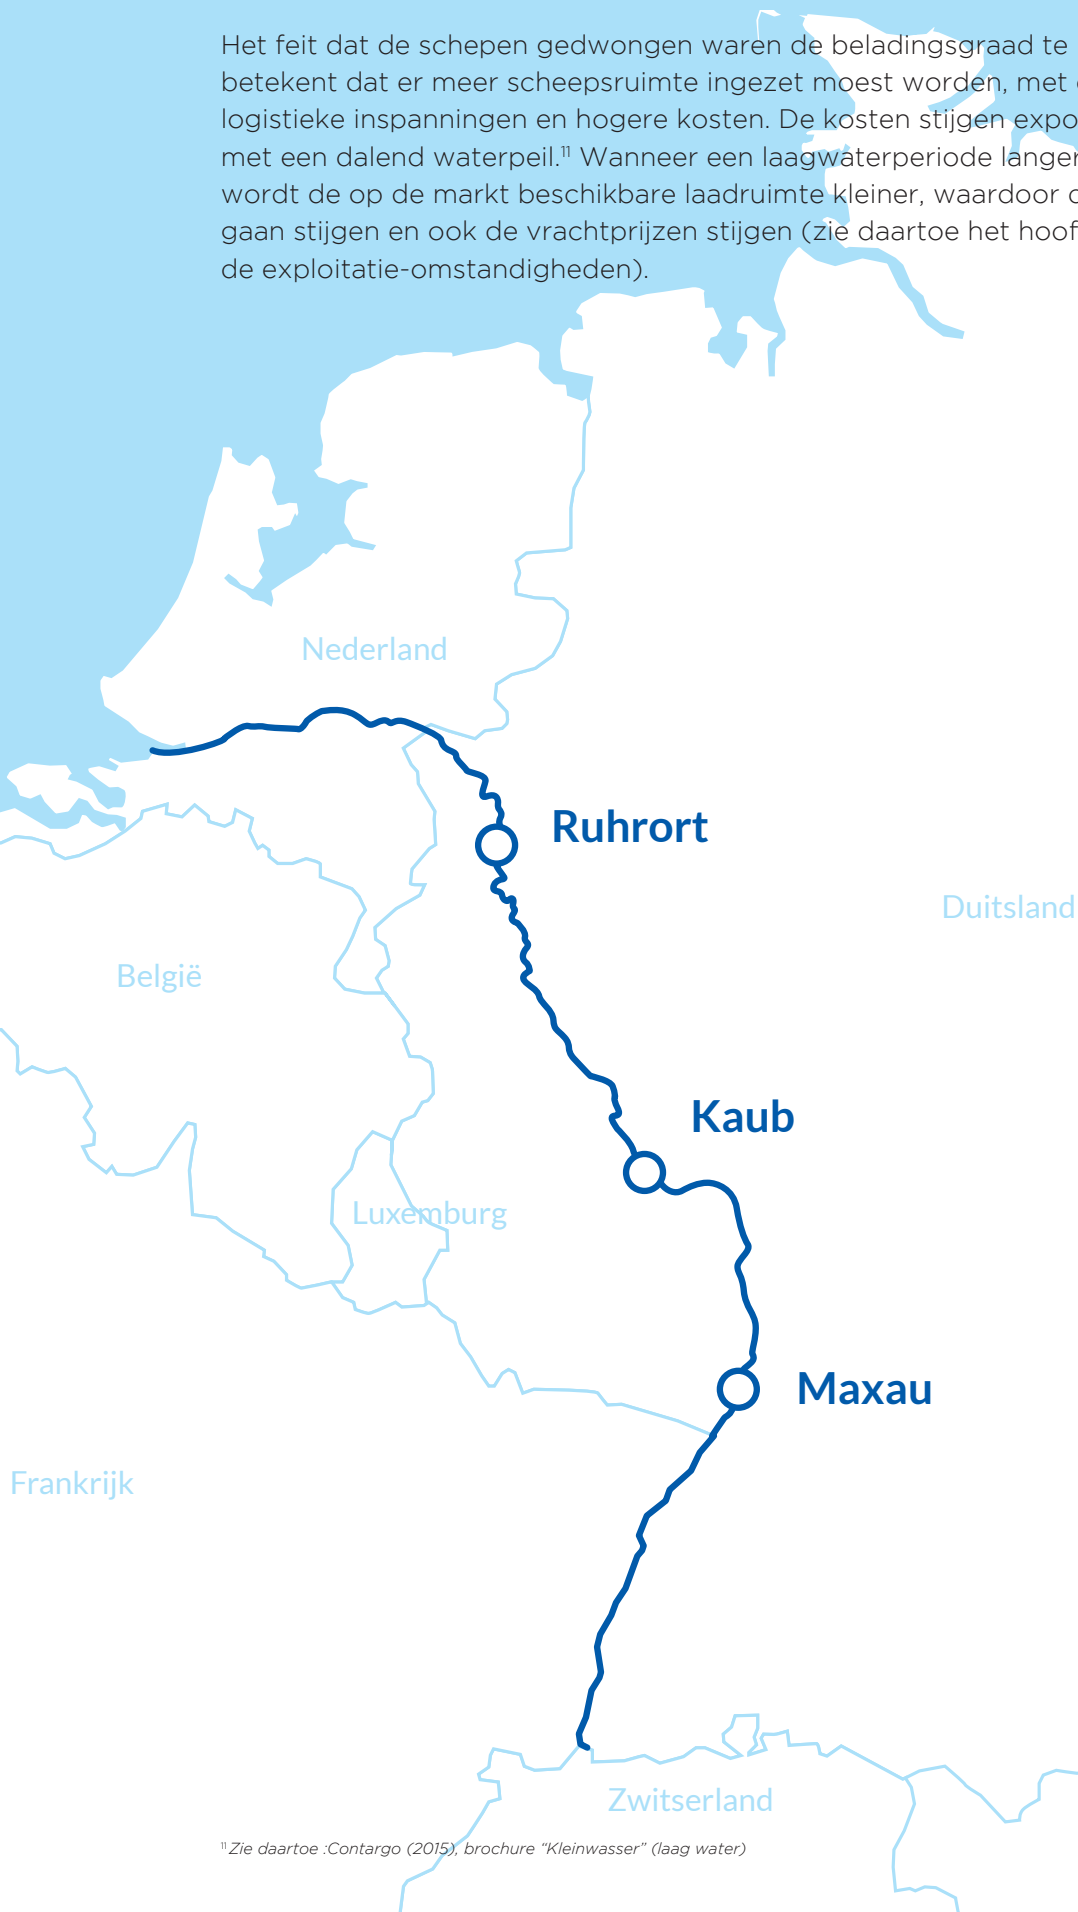 Het feit dat de schepen gedwongen waren de beladingsgraad te
betekent dat er meer scheepsruimte ingezet moest worden, met
logistieke inspanningen en hogere kosten. De kosten stijgen expo
met een dalend waterpeil.¹¹ Wanneer een laagwaterperiode langer
wordt de op de markt beschikbare laadruimte kleiner, waardoor
gaan stijgen en ook de vrachtprijzen stijgen (zie daartoe het hoof
de exploitatie-omstandigheden).
Nederland
Ruhrort
Duitsland
België
Kaub
Luxemburg
Maxau
Frankrijk
Zwitserland
¹¹ Zie daartoe :Contargo (2015), brochure “Kleinwasser” (laag water)